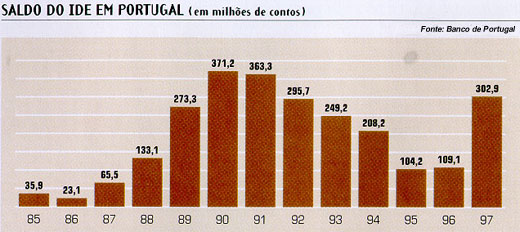 SALDO DO IDE EM PORTUGAL (em milhões de contos)
Fonte: Banco de Portugal
35,9 23,1 65,5 133,1 273,3 371,2 363,3 295,7 249,2 208,2 104,2 109,1 302,9
85 86 87 88 89 90 91 92 93 94 95 96 97